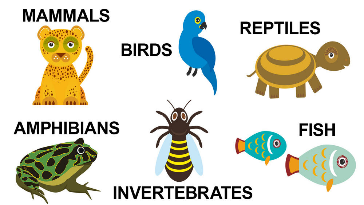 MAMMALS
BIRDS
REPTILES
AMPHIBIANS
INVERTEBRATES
FISH